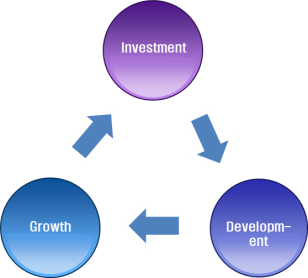 Investment
Developm-
ent
Growth